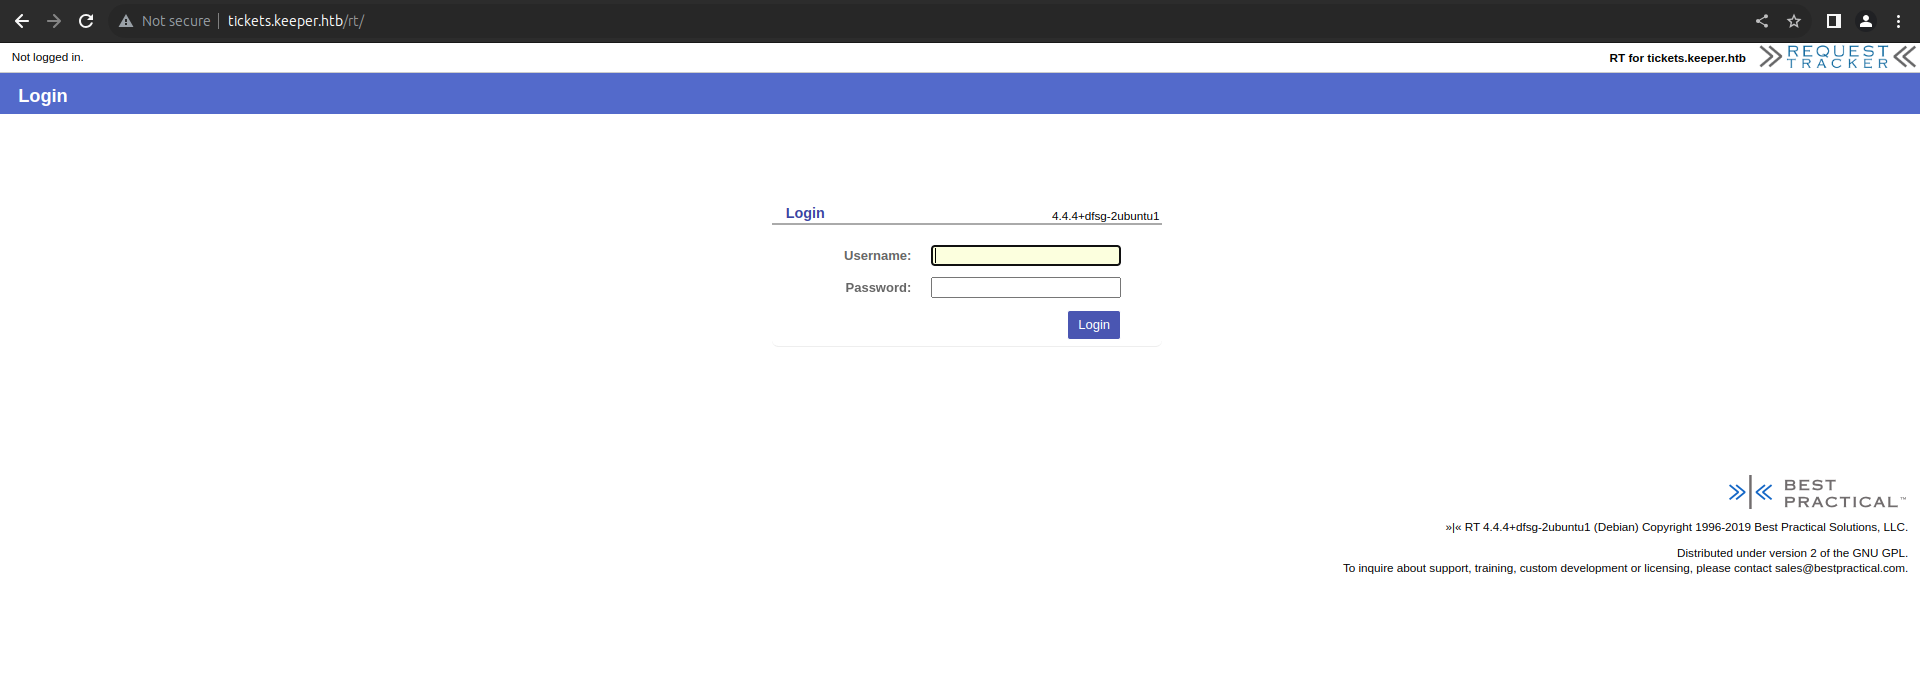 Not secure tickets.keeper.htb/rt/
Not logged in.
RT for tickets.keeper.htb
REQUEST
TRACKER
Login
Login
4.4.4+dfsg-2ubuntu1
Username:
Password:
Login
BEST
PRACTICAL™
»|« RT 4.4.4+dfsg-2ubuntu1 (Debian) Copyright 1996-2019 Best Practical Solutions, LLC.
Distributed under version 2 of the GNU GPL.
To inquire about support, training, custom development or licensing, please contact sales@bestpractical.com.